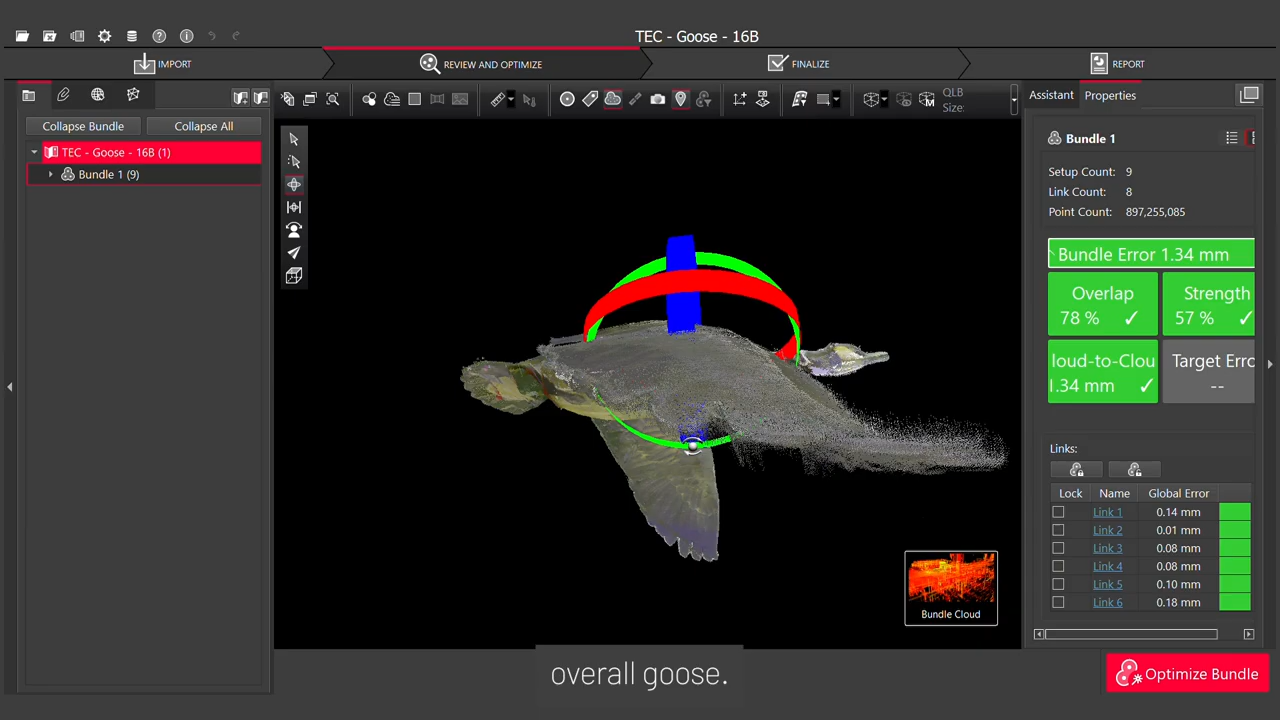 TEC - Goose - 16B
IMPORT
REVIEW AND OPTIMIZE
FINALIZE
REPORT
QLB
Size:
Assistant
Properties
Collapse Bundle
Collapse All
TEC - Goose - 16B (1)
Bundle 1 (9)
Bundle 1
Setup Count: 9
Link Count: 8
Point Count: 897,255,085
Bundle Error 1.34 mm
Overlap
78 %
Strength
57 %
loud-to-Clou
1.34 mm
Target Erro
--
Links:
Lock Name Global Error
Link 1 0.14 mm
Link 2 0.01 mm
Link 3 0.08 mm
Link 4 0.08 mm
Link 5 0.10 mm
Link 6 0.18 mm
Bundle Cloud
overall goose.
Optimize Bundle